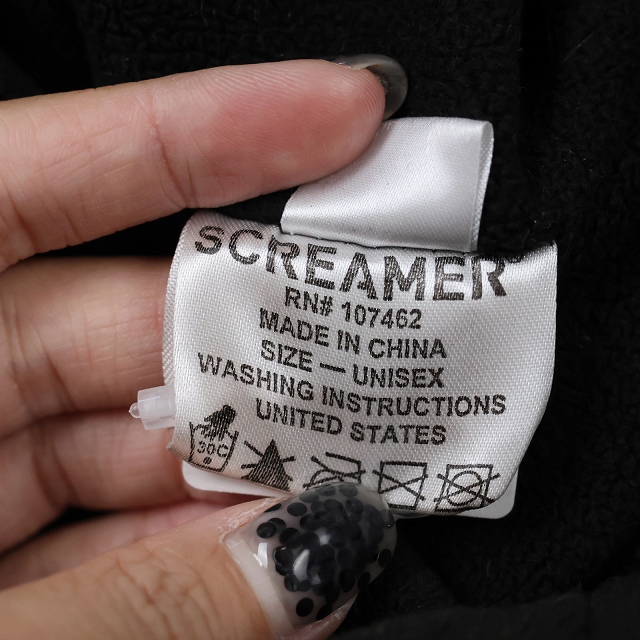 SCREAMER
RN# 107462
MADE IN CHINA
SIZE — UNISEX
WASHING INSTRUCTIONS
UNITED STATES
30C